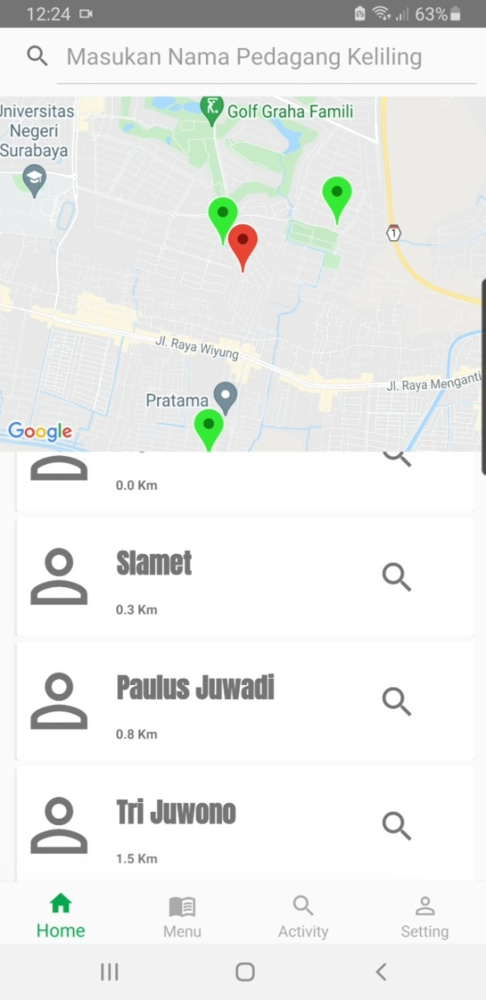 12:24
63%
Masukan Nama Pedagang Keliling
Universitas
Negeri
Surabaya
Golf Graha Famili
1
Jl. Raya Wiyung
Jl. Raya Menganti
Pratama
Google
0.0 Km
Slamet
0.3 Km
Paulus Juwadi
0.8 Km
Tri Juwono
1.5 Km
Home
Menu
Activity
Setting